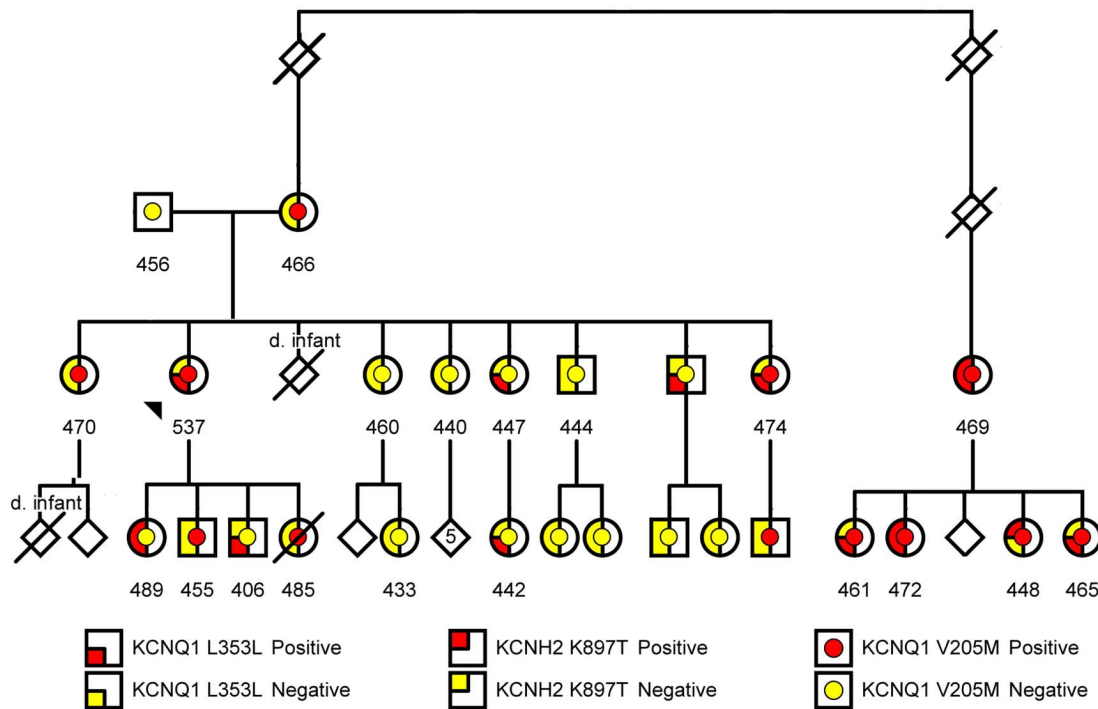 456
466
d. infant
470
537
460
440
447
444
474
469
d. infant
5
489
455
406
485
433
442
461
472
448
465
KCNQ1 L353L Positive
KCNH2 K897T Positive
KCNQ1 V205M Positive
KCNQ1 L353L Negative
KCNH2 K897T Negative
KCNQ1 V205M Negative